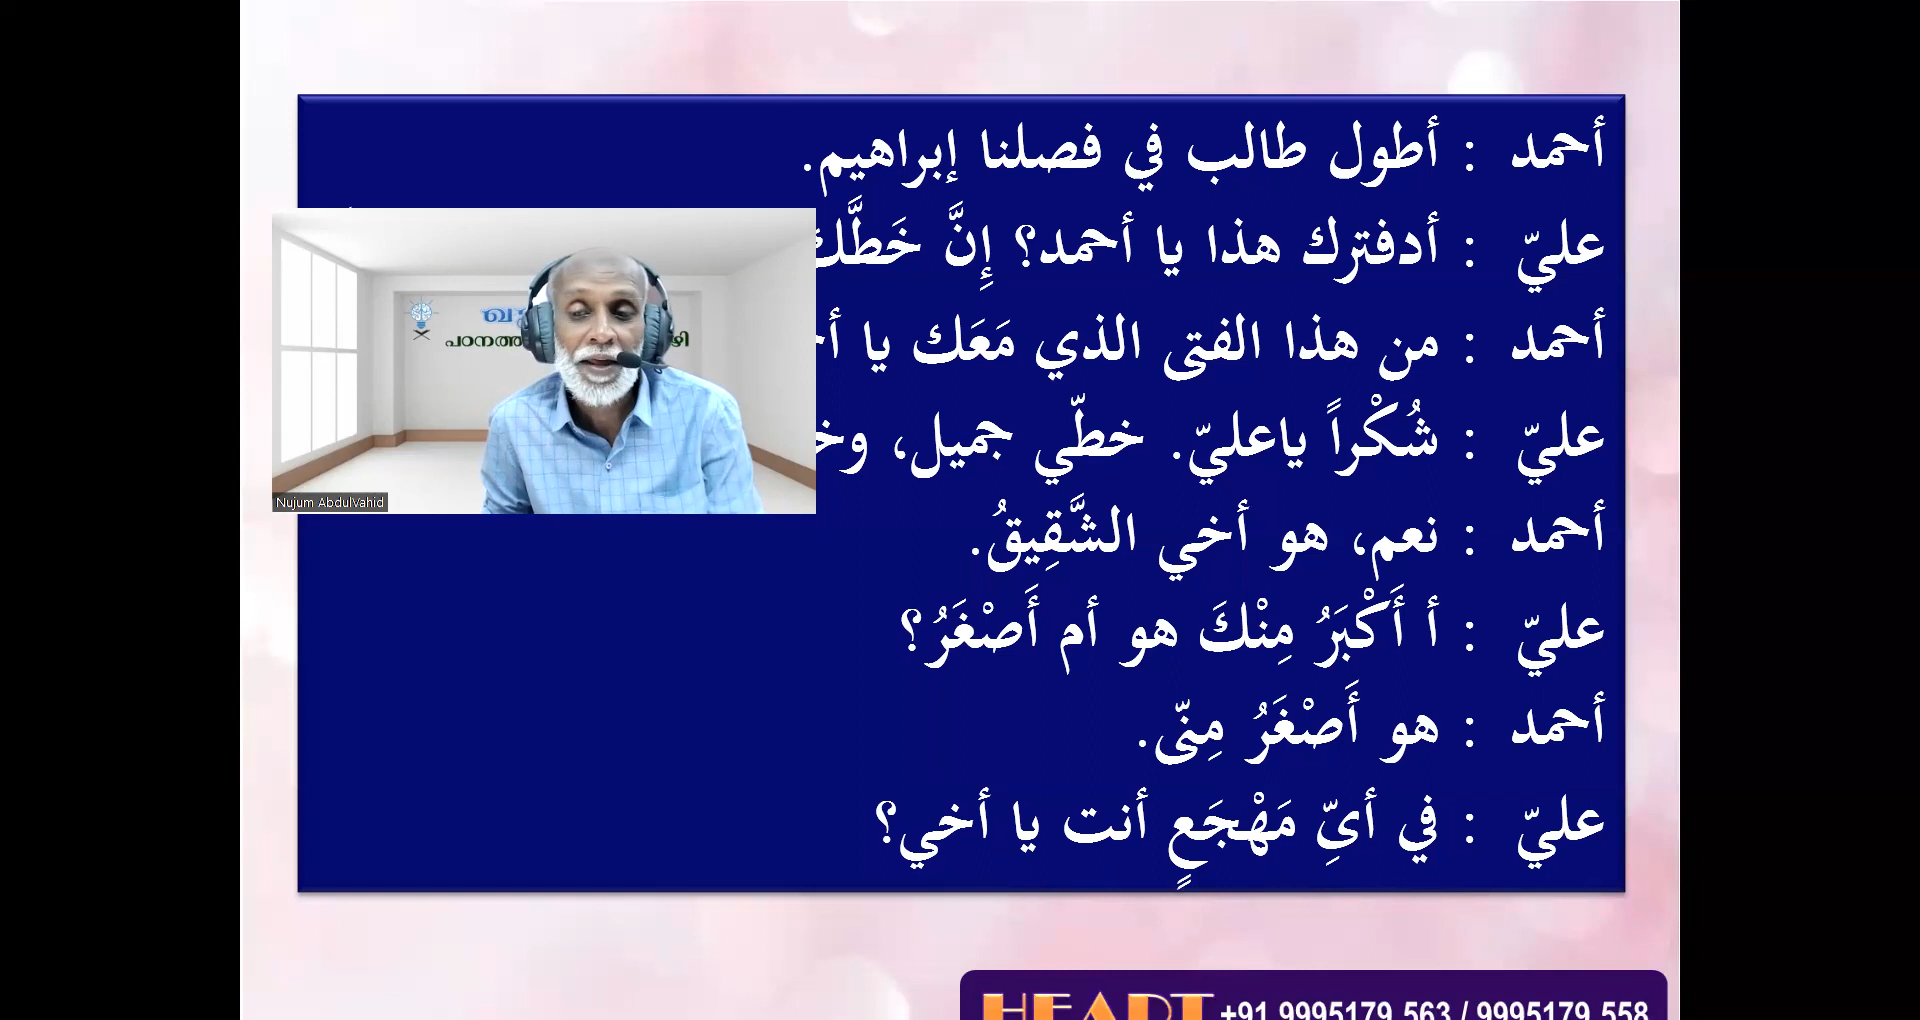 أحمد : أطول طالب في فصلنا إبراهيم.
عليّ : أدفترك هذا يا أحمد؟ إِنَّ خَطَّك
أحمد : من هذا الفتى الذي مَعَك يا
عليّ : شُكْراً ياعليّ. خطّي جميل،
أحمد : نعم، هو أخي الشَّقِيقُ.
عليّ : أ أَكْبَرُ مِنْكَ هو أم أَصْغَرُ؟
أحمد : هو أَصْغَرُ مِنّى.
عليّ : في أىِّ مَهْجَعٍ أنت يا أخي؟
Nujum AbdulVahid
HEART +91 9995179 563 / 9995179 558